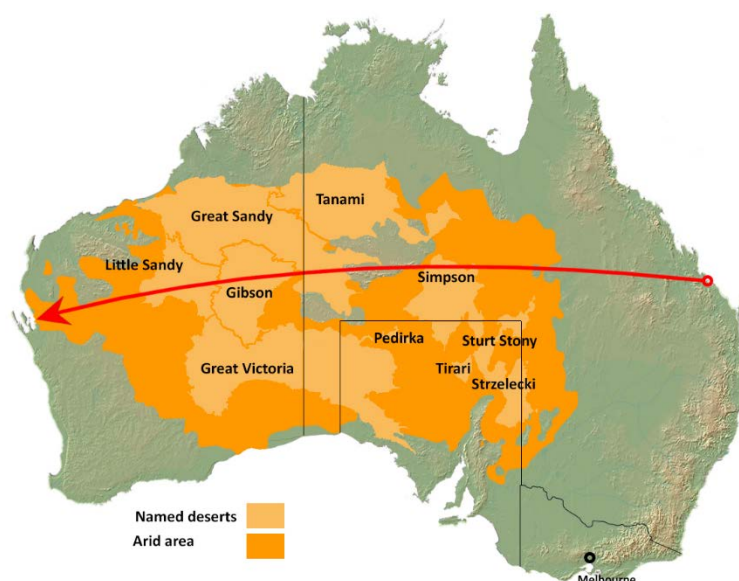 Tanami
Great Sandy
Little Sandy
Simpson
Gibson
Pedirka
Sturt Stony
Great Victoria
Tirari
Strzelecki
Named deserts
Arid area
Melbourne